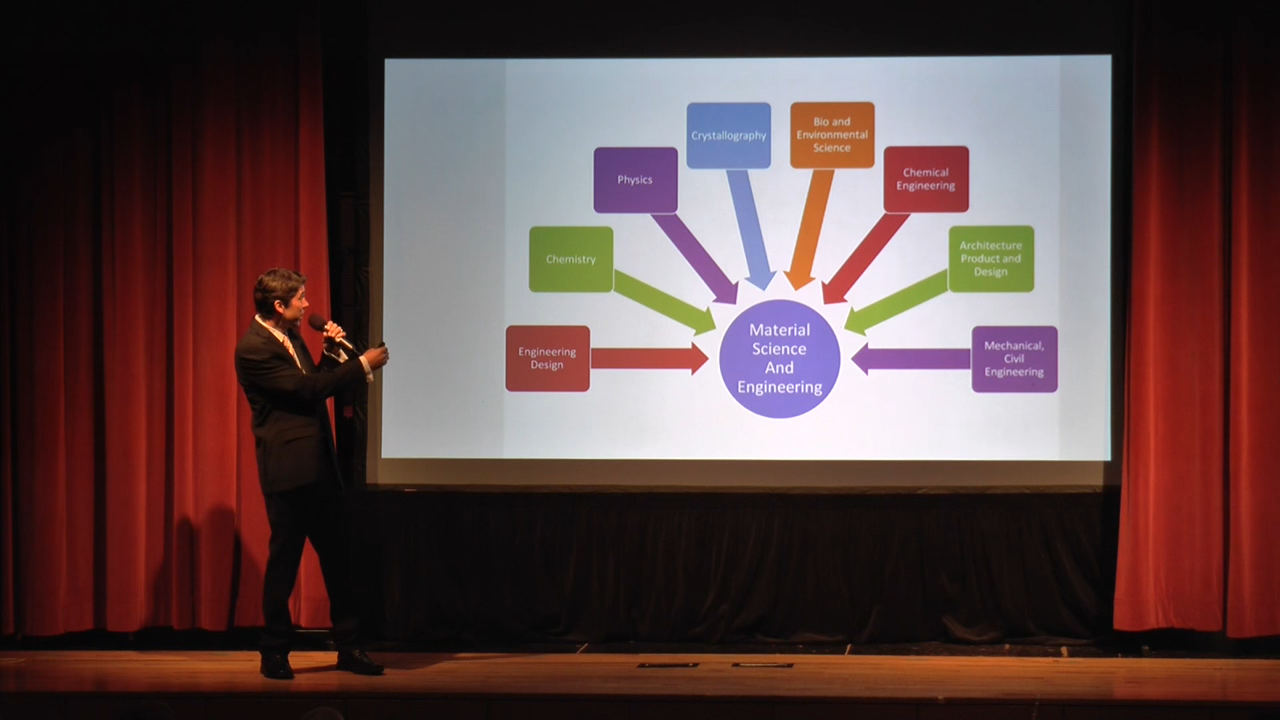 Crystallography
Bio and
Environmental
Science
Physics
Chemical
Engineering
Chemistry
Architecture
Product and
Design
Engineering
Design
Material
Science
And
Engineering
Mechanical,
Civil
Engineering